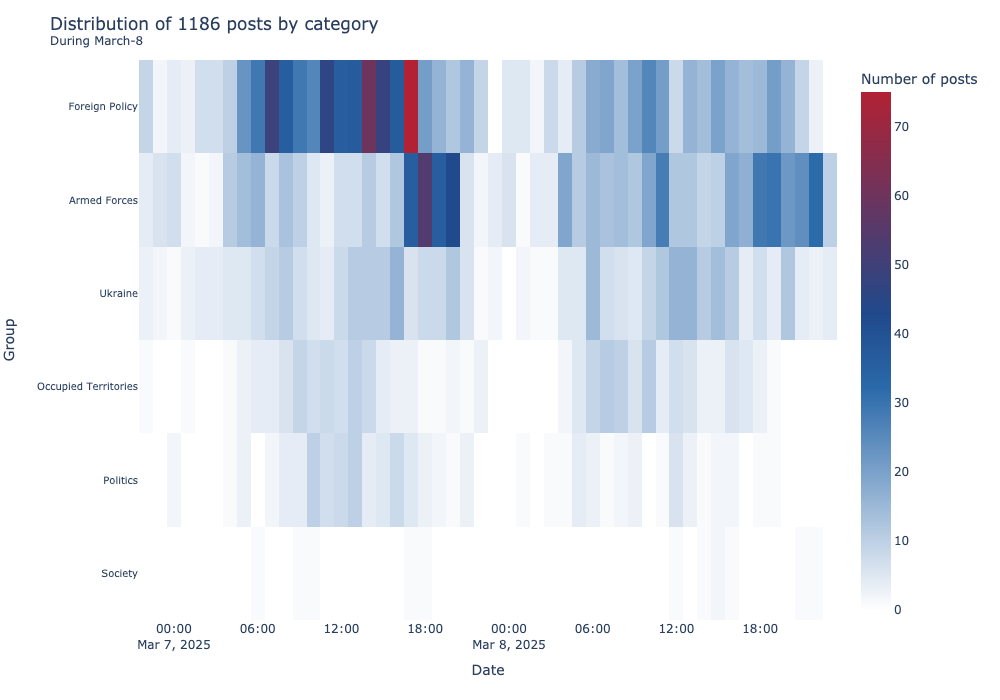 Distribution of 1186 posts by category
During March-8
Number of posts
Foreign Policy
Armed Forces
Ukraine
Occupied Territories
Politics
Society
Group
70
60
50
40
30
20
10
0
00:00 06:00 12:00 18:00 00:00 06:00 12:00 18:00
Mar 7, 2025 Mar 8, 2025
Date